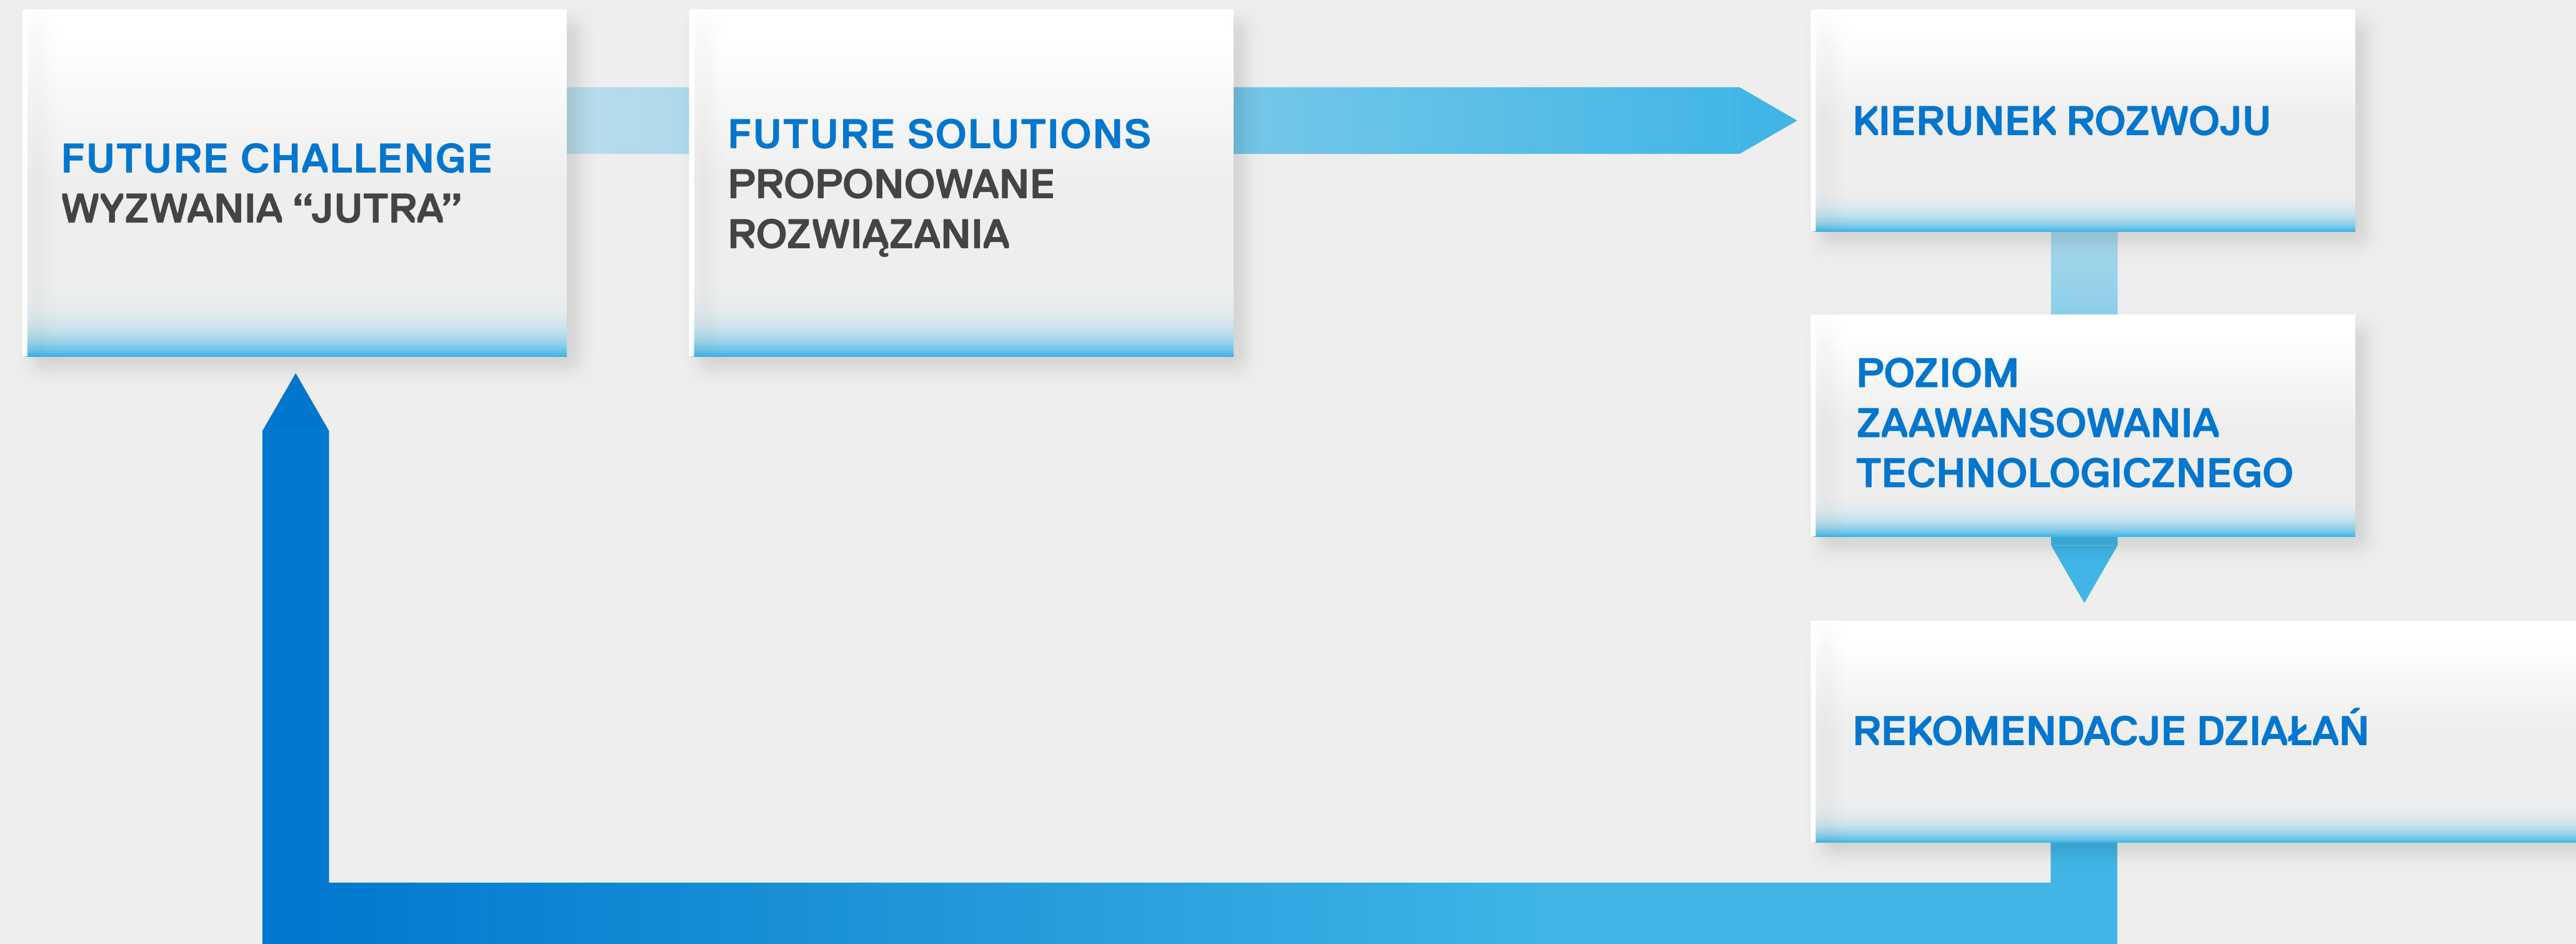 FUTURE CHALLENGE
WYZWANIA “JUTRA”
FUTURE SOLUTIONS
PROPONOWANE
ROZWIĄZANIA
KIERUNEK ROZWOJU
POZIOM
ZAAWANSOWANIA
TECHNOLOGICZNEGO
REKOMENDACJE DZIAŁAŃ